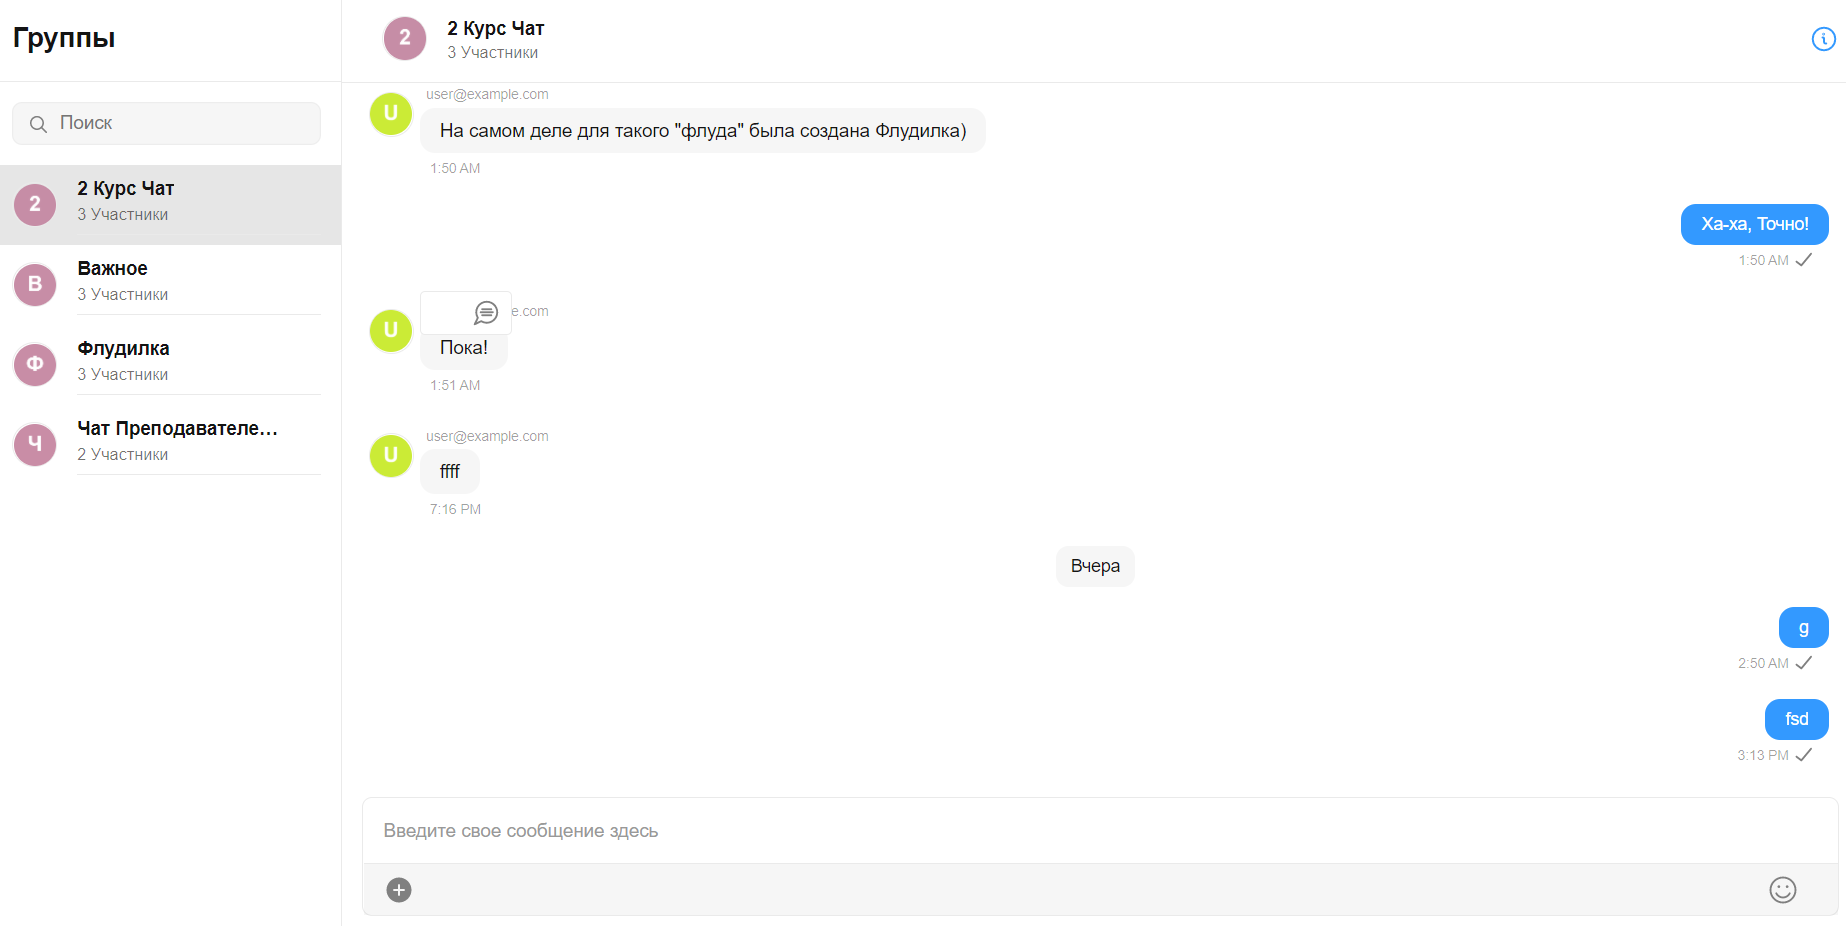 Группы
Поиск
2
2 Курс Чат
3 Участники
В
Важное
3 Участники
Ф
Флудилка
3 Участники
Ч
Чат Преподавателе...
2 Участники
2
2 Курс Чат
3 Участники
user@example.com
U
На самом деле для такого "флуда" была создана Флудилка)
1:50 AM
Ха-ха, Точно!
1:50 AM
e.com
U
Пока!
1:51 AM
user@example.com
U
ffff
7:16 PM
Вчера
g
2:50 AM
fsd
3:13 PM
Введите свое сообщение здесь